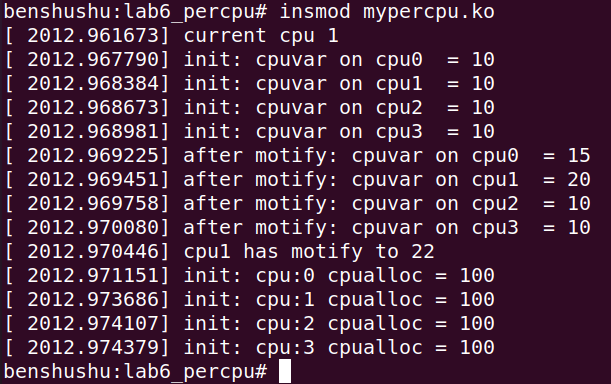 benshushu:lab6_percpu# insmod mypercpu.ko
[ 2012.961673] current cpu 1
[ 2012.967790] init: cpuvar on cpu0  = 10
[ 2012.968384] init: cpuvar on cpu1  = 10
[ 2012.968673] init: cpuvar on cpu2  = 10
[ 2012.968981] init: cpuvar on cpu3  = 10
[ 2012.969225] after motify: cpuvar on cpu0  = 15
[ 2012.969451] after motify: cpuvar on cpu1  = 20
[ 2012.969758] after motify: cpuvar on cpu2  = 10
[ 2012.970080] after motify: cpuvar on cpu3  = 10
[ 2012.970446] cpu1 has motify to 22
[ 2012.971151] init: cpu:0 cpualloc = 100
[ 2012.973686] init: cpu:1 cpualloc = 100
[ 2012.974107] init: cpu:2 cpualloc = 100
[ 2012.974379] init: cpu:3 cpualloc = 100
benshushu:lab6_percpu#